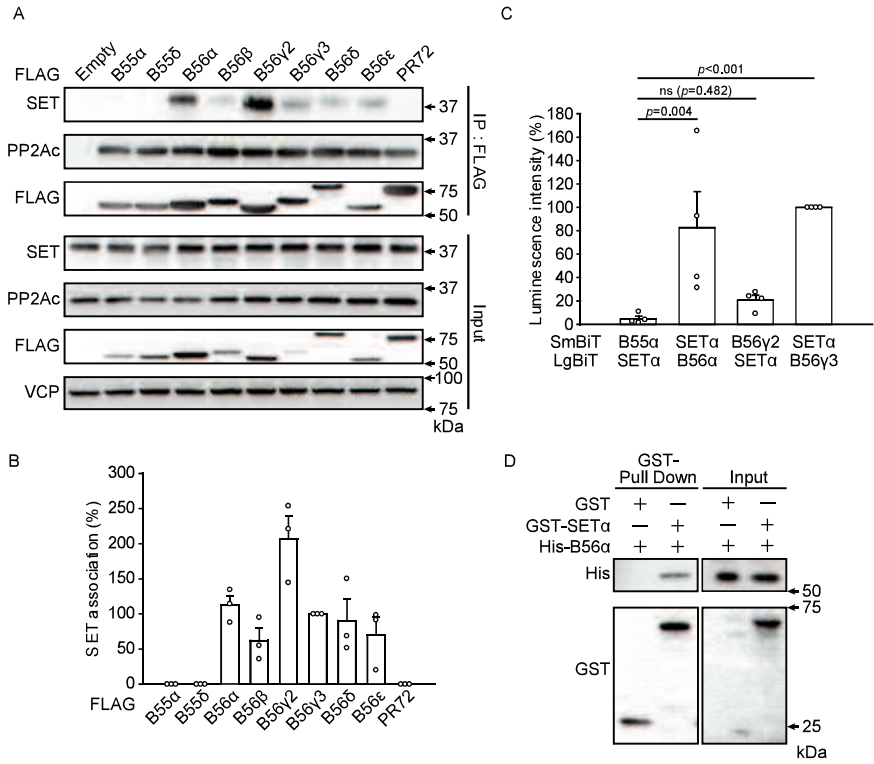 A
FLAG Empty B55α B55δ B56α B56β B56γ2 B56γ3 B56δ B56ε PR72
SET 37
PP2Ac 37
FLAG 75
50
IP : FLAG
SET 37
PP2Ac 37
FLAG 75
50
VCP 100
75
Input
kDa
B
SET association (%)
300
250
200
150
100
50
0
FLAG B55α B55δ B56α B56β B56γ2 B56γ3 B56δ B56ε PR72
C
p<0.001
ns (p=0.482)
p=0.004
Luminescence intensity (%)
180
160
140
120
100
80
60
40
20
0
SmBiT B55α SETα B56γ2 SETα
LgBiT SETα B56α SETα B56γ3
D
GST-
Pull Down Input
GST + − + −
GST-SETα − + − +
His-B56α + + + +
His 50
75
GST
25
kDa